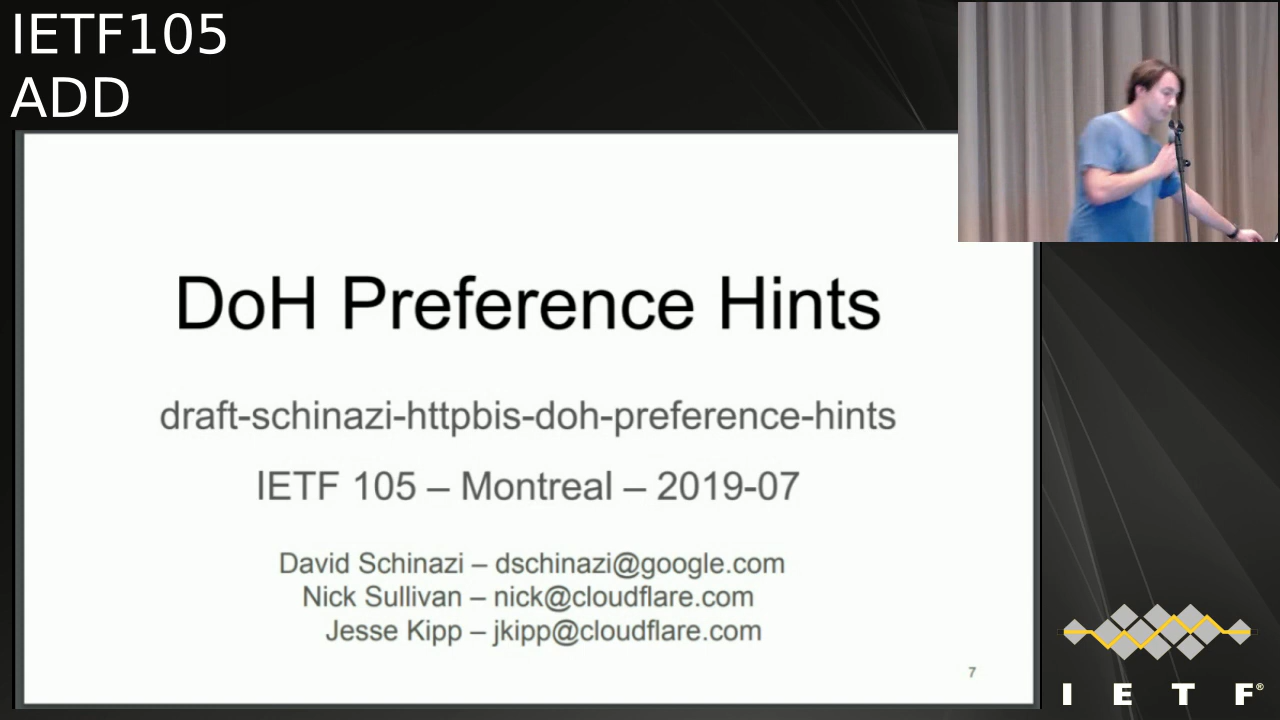 IETF105
ADD
DoH Preference Hints
draft-schinazi-httpbis-doh-preference-hints
IETF 105 – Montreal – 2019-07
David Schinazi – dschinazi@google.com
Nick Sullivan – nick@cloudflare.com
Jesse Kipp – jkipp@cloudflare.com
7
I E T F®